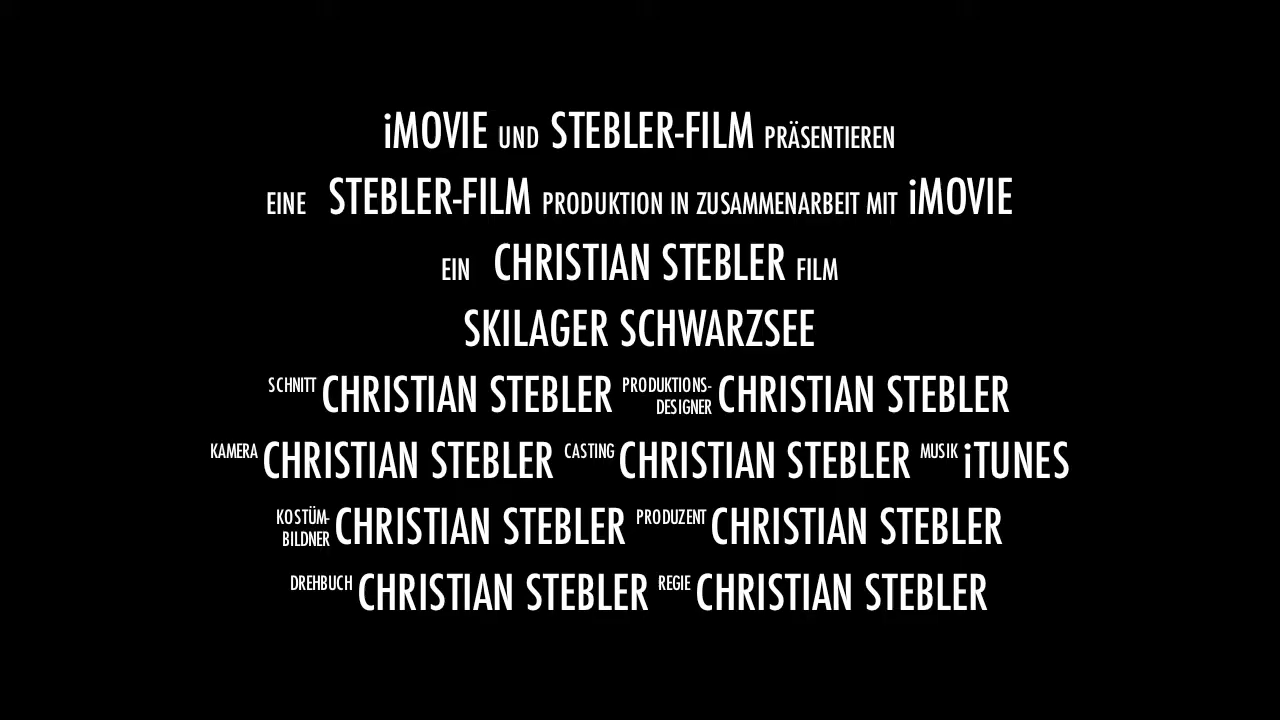 iMOVIE UND STEBLER-FILM PRÄSENTIEREN
EINE STEBLER-FILM PRODUKTION IN ZUSAMMENARBEIT MIT iMOVIE
EIN CHRISTIAN STEBLER FILM
SKILAGER SCHWARZSEE
SCHNITT CHRISTIAN STEBLER PRODUKTIONS-DESIGNER CHRISTIAN STEBLER
KAMERA CHRISTIAN STEBLER CASTING CHRISTIAN STEBLER MUSIK iTUNES
KOSTÜM-BILDNER CHRISTIAN STEBLER PRODUZENT CHRISTIAN STEBLER
DREHBUCH CHRISTIAN STEBLER REGIE CHRISTIAN STEBLER